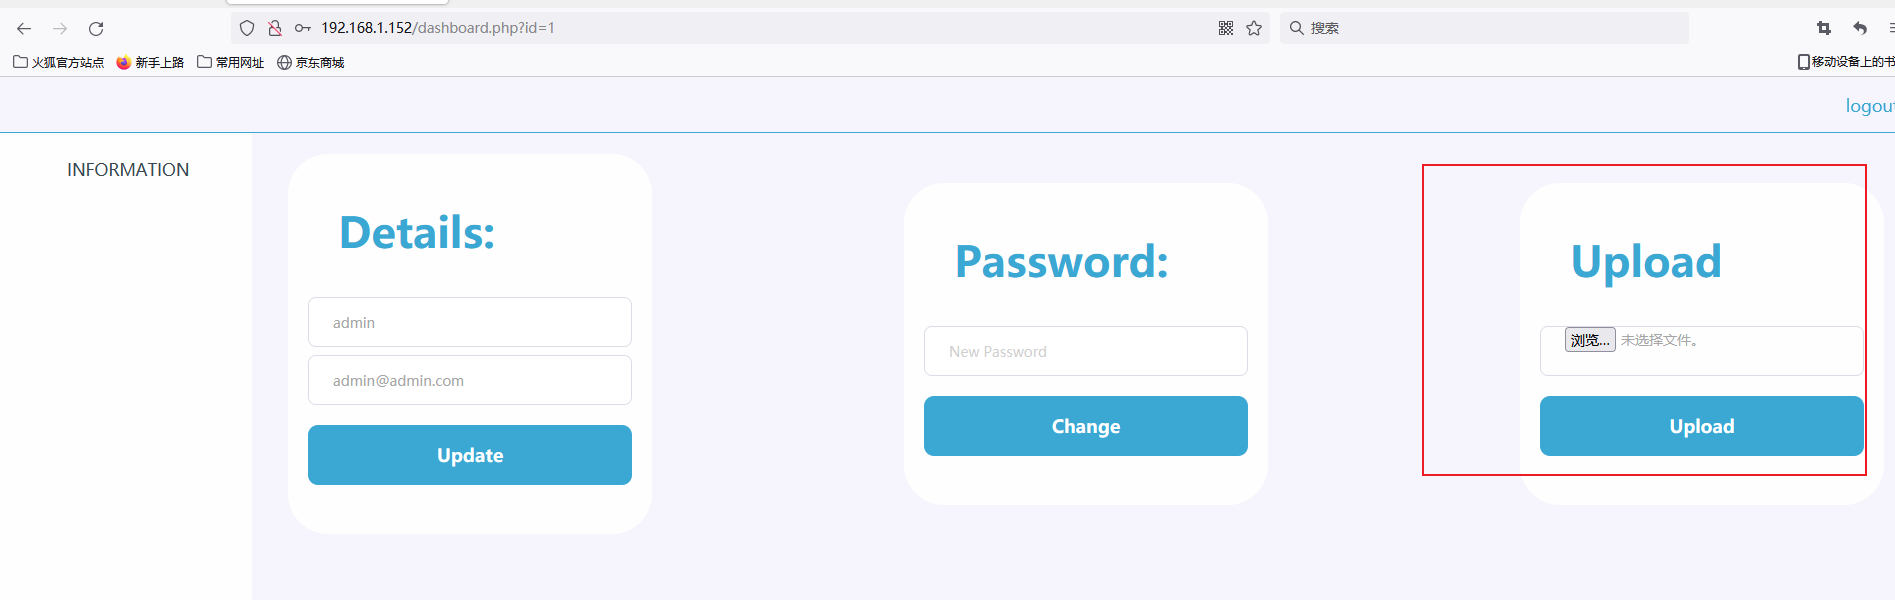 192.168.1.152/dashboard.php?id=1
搜索
火狐官方站点 新手上路 常用网址 京东商城
移动设备上的书
logout
INFORMATION
Details:
admin
admin@admin.com
Update
Password:
New Password
Change
Upload
浏览... 未选择文件。
Upload